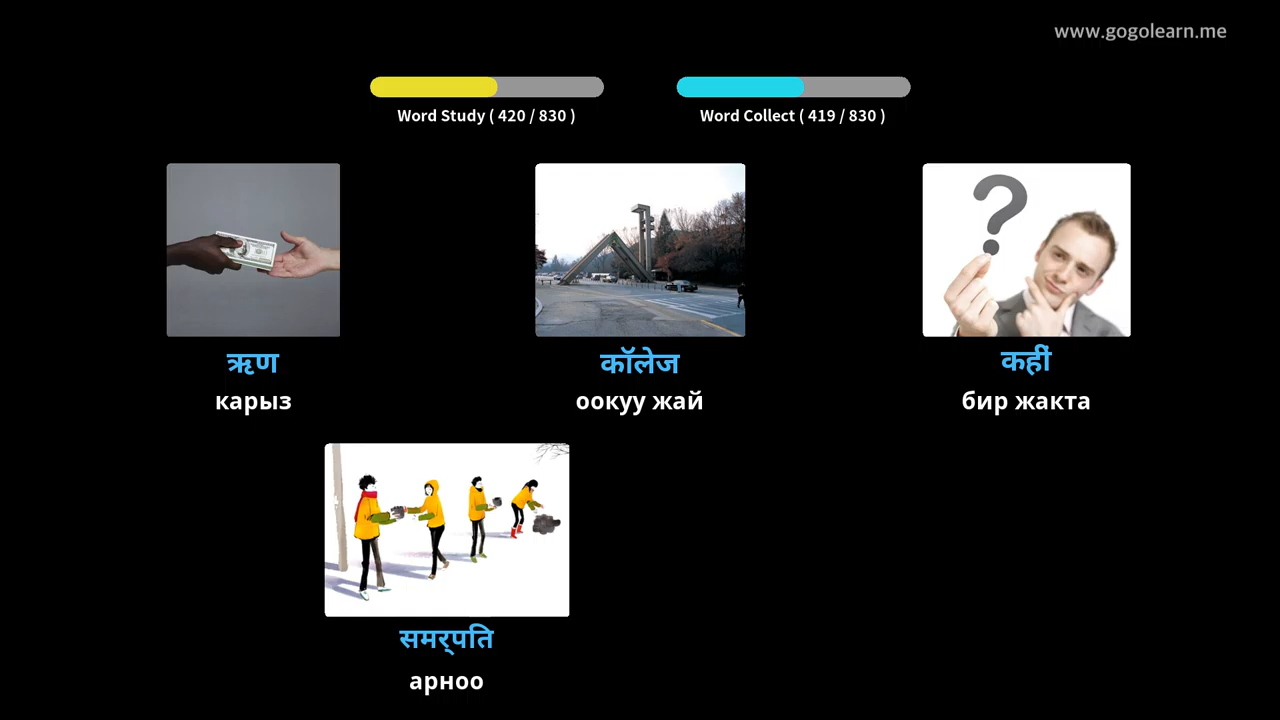 www.gogolearn.me
Word Study ( 420 / 830 )
Word Collect ( 419 / 830 )
ऋण
карыз
कॉलेज
оокуу жай
कहीं
бир жакта
समर्पति
арноо